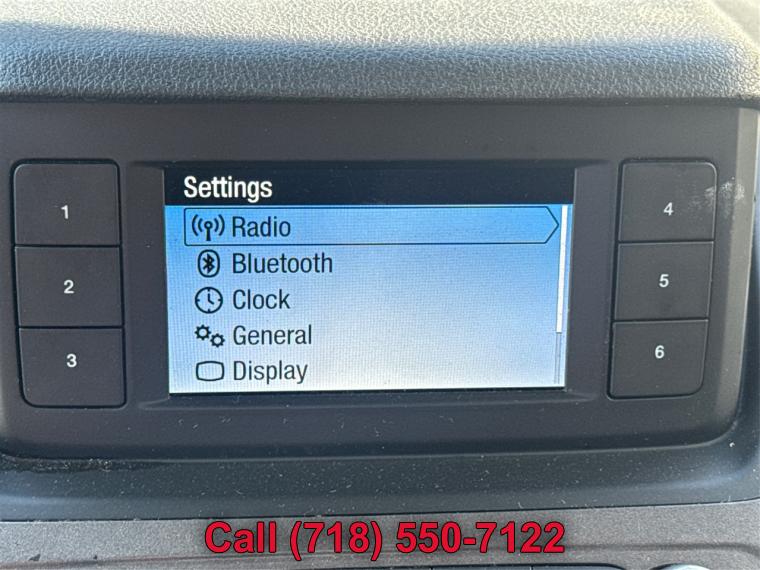 Settings
1
Radio
4
2
Bluetooth
5
Clock
3
General
6
Display
Call (718) 550-7122